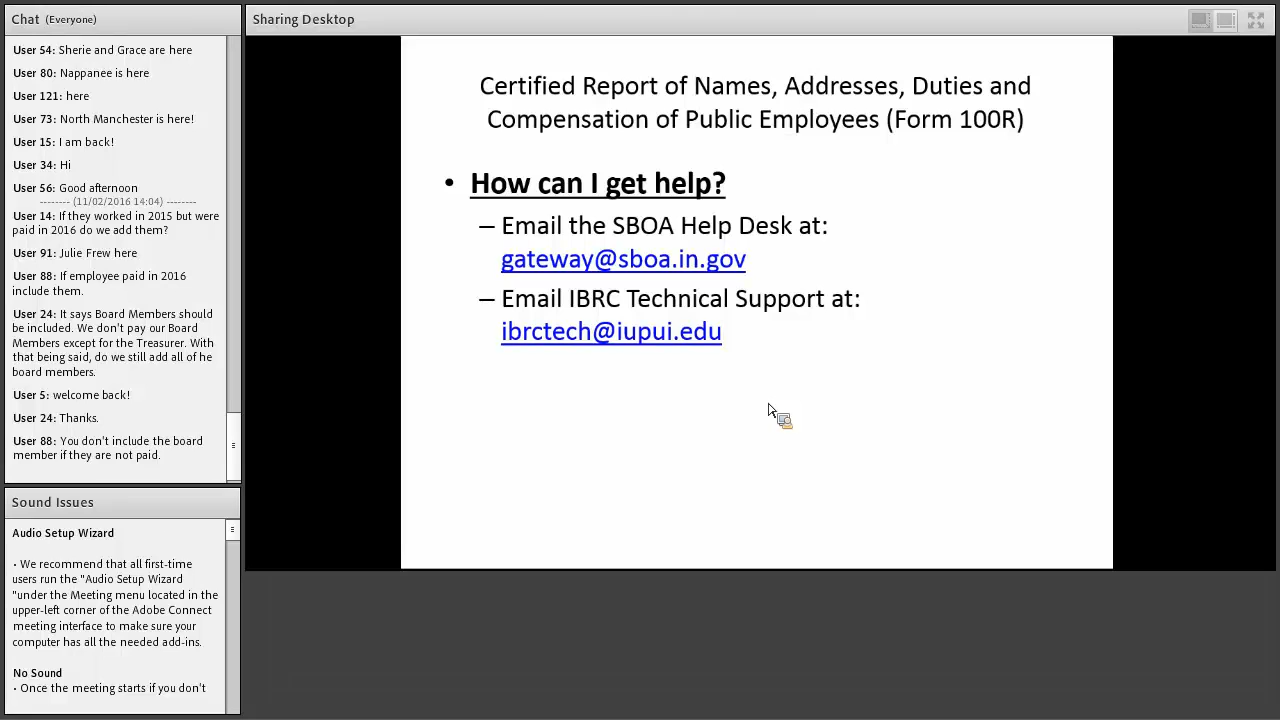 Chat (Everyone)
User 54: Sherie and Grace are here
User 80: Nappanee is here
User 121: here
User 73: North Manchester is here!
User 15: I am back!
User 34: Hi
User 56: Good afternoon
-------- (11/02/2016 14:04) --------
User 14: If they worked in 2015 but were
paid in 2016 do we add them?
User 91: Julie Frew here
User 88: If employee paid in 2016
include them.
User 24: It says Board Members should
be included. We don't pay our Board
Members except for the Treasurer. With
that being said, do we still add all of he
board members.
User 5: welcome back!
User 24: Thanks.
User 88: You don't include the board
member if they are not paid.
Sound Issues
Audio Setup Wizard
• We recommend that all first-time
users run the "Audio Setup Wizard
"under the Meeting menu located in the
upper-left corner of the Adobe Connect
meeting interface to make sure your
computer has all the needed add-ins.
No Sound
• Once the meeting starts if you don't
Sharing Desktop
Certified Report of Names, Addresses, Duties and
Compensation of Public Employees (Form 100R)
• How can I get help?
– Email the SBOA Help Desk at:
gateway@sboa.in.gov
– Email IBRC Technical Support at:
ibrctech@iupui.edu